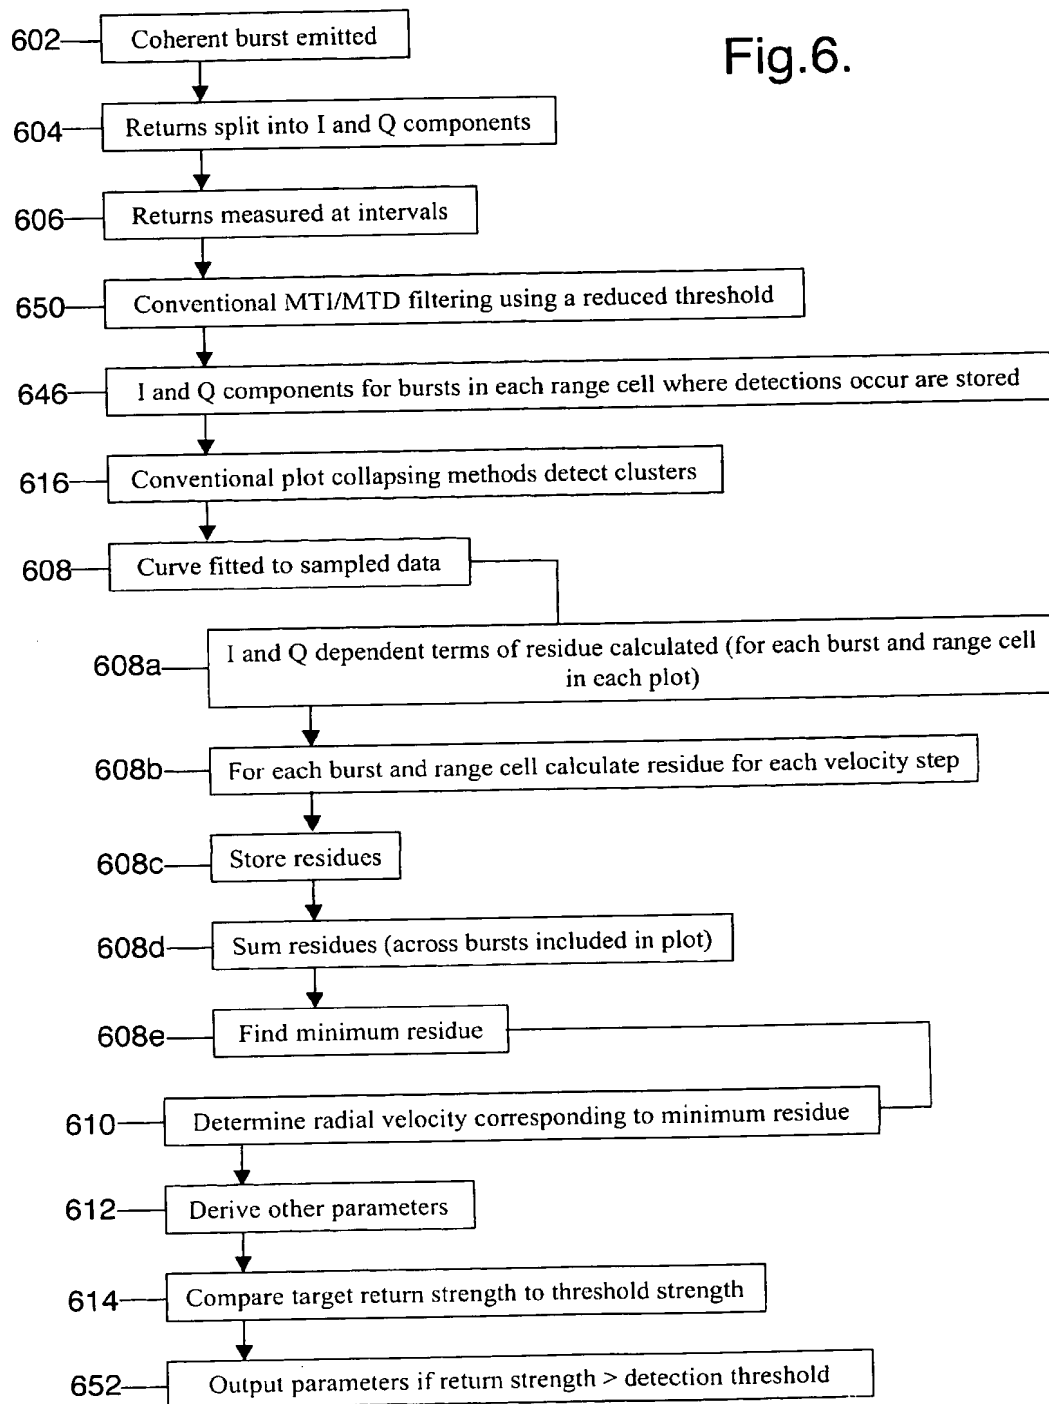 Fig.6.
602 Coherent burst emitted
604 Returns split into I and Q components
606 Returns measured at intervals
650 Conventional MTI/MTD filtering using a reduced threshold
646 I and Q components for bursts in each range cell where detections occur are stored
616 Conventional plot collapsing methods detect clusters
608 Curve fitted to sampled data
608a I and Q dependent terms of residue calculated (for each burst and range cell
in each plot)
608b For each burst and range cell calculate residue for each velocity step
608c Store residues
608d Sum residues (across bursts included in plot)
608e Find minimum residue
610 Determine radial velocity corresponding to minimum residue
612 Derive other parameters
614 Compare target return strength to threshold strength
652 Output parameters if return strength > detection threshold